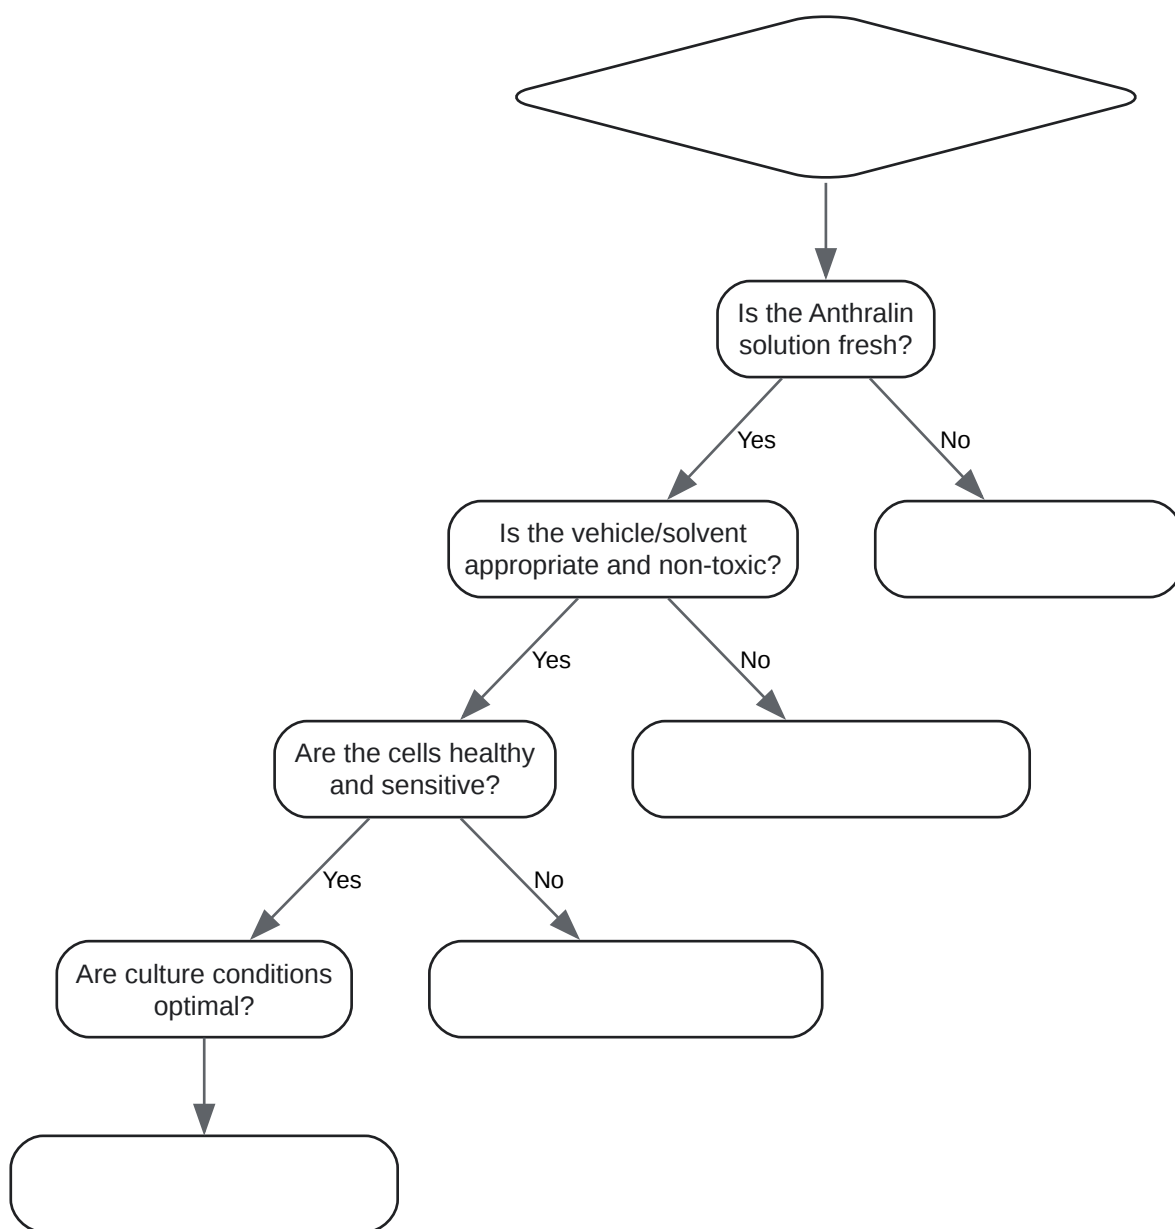 Is the Anthralin
solution fresh?
Yes
No
Is the vehicle/solvent
appropriate and non-toxic?
Yes
No
Are the cells healthy
and sensitive?
Yes
No
Are culture conditions
optimal?